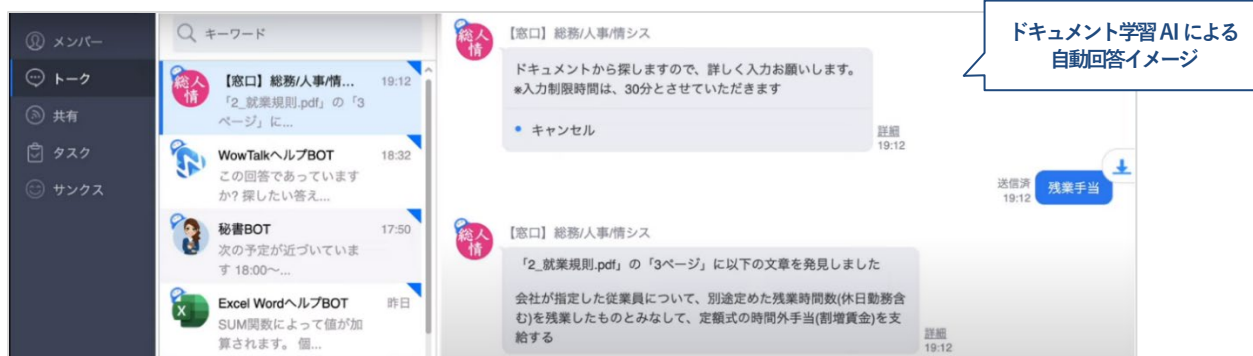 メンバー
トーク
共有
タスク
サンクス
キーワード
総人情
【窓口】総務/人事/情...
19:12
「2_就業規則.pdf」の「3
ページ」に...
WowTalkヘルプBOT
18:32
この回答であっています
か? 探したい答え...
秘書BOT
17:50
次の予定が近づいていま
す 18:00〜...
Excel WordヘルプBOT
昨日
SUM関数によって値が加
算されます。 個...
総人情
【窓口】総務/人事/情シス
ドキュメントから探しますので、詳しく入力お願いします。
※入力制限時間は、30分とさせていただきます
• キャンセル
詳細
19:12
送信済
19:12
残業手当
総人情
【窓口】総務/人事/情シス
「2_就業規則.pdf」の「3ページ」に以下の文章を発見しました
会社が指定した従業員について、別途定めた残業時間数(休日勤務含
む)を残業したものとみなして、定額式の時間外手当(割増賃金)を支
給する
詳細
19:12
ドキュメント学習AIによる
自動回答イメージ